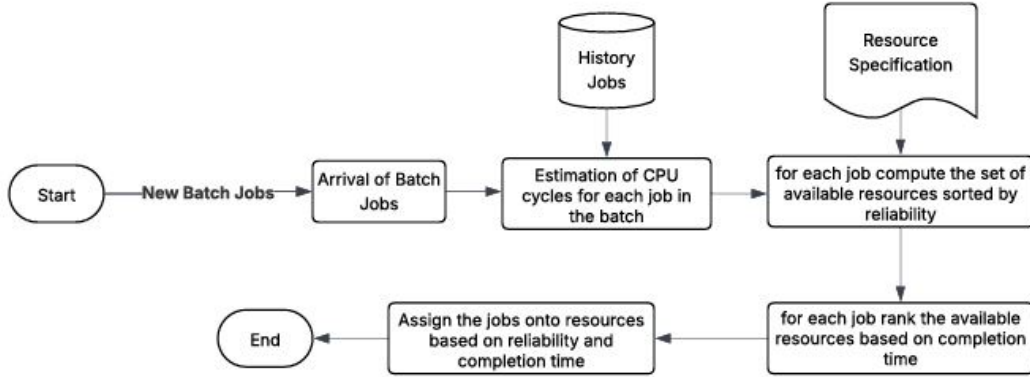 History
Jobs
Resource
Specification
Start
New Batch Jobs
Arrival of Batch
Jobs
Estimation of CPU
cycles for each job in
the batch
for each job compute the set of
available resources sorted by
reliability
for each job rank the available
resources based on completion
time
Assign the jobs onto resources
based on reliability and
completion time
End